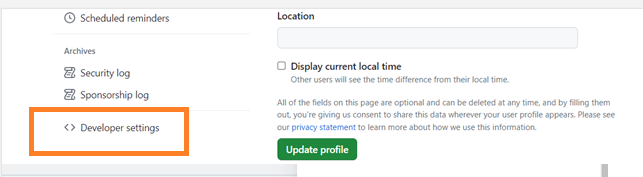 Scheduled reminders
Archives
Security log
Sponsorship log
Developer settings
Location
Display current local time
Other users will see the time difference from their local time.
All of the fields on this page are optional and can be deleted at any time, and by filling them
out, you're giving us consent to share this data wherever your user profile appears. Please see
our privacy statement to learn more about how we use this information.
Update profile